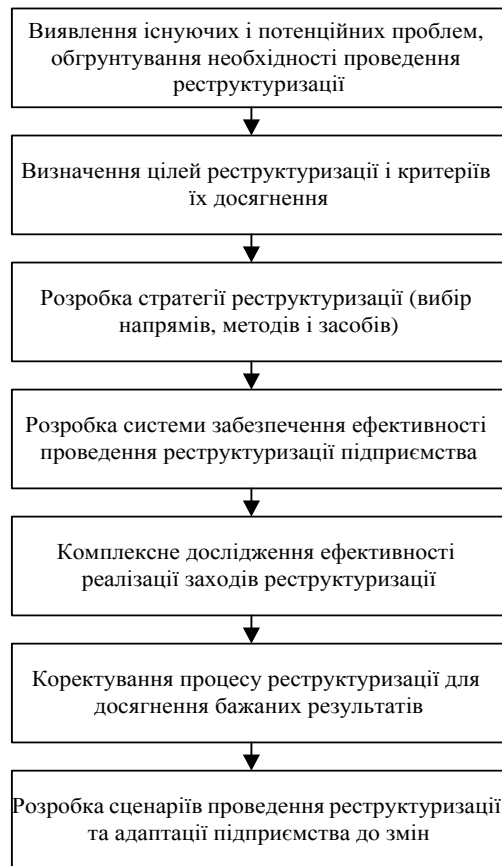 Виявлення існуючих і потенційних проблем,
обгрунтування необхідності проведення
реструктуризації
Визначення цілей реструктуризації і критеріїв
їх досягнення
Розробка стратегії реструктуризації (вибір
напрямів, методів і засобів)
Розробка системи забезпечення ефективності
проведення реструктуризації підприємства
Комплексне дослідження ефективності
реалізації заходів реструктуризації
Коректування процесу реструктуризації для
досягнення бажаних результатів
Розробка сценаріїв проведення реструктуризації
та адаптації підприємства до змін